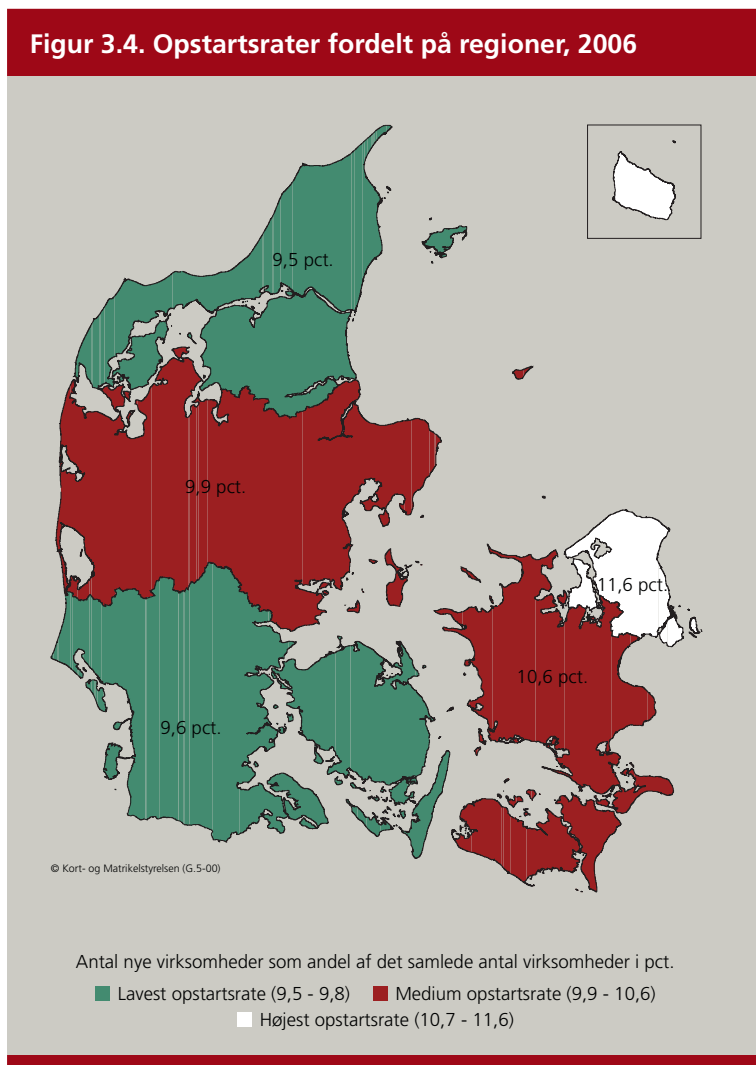 Figur 3.4. Opstartsrater fordelt på regioner, 2006
9,5 pct.
9,9 pct.
11,6 pct.
10,6 pct.
9,6 pct.
© Kort- og Matrikelstyrelsen (G.5-00)
Antal nye virksomheder som andel af det samlede antal virksomheder i pct.
Lavest opstartsrate (9,5 - 9,8) Medium opstartsrate (9,9 - 10,6)
Højest opstartsrate (10,7 - 11,6)